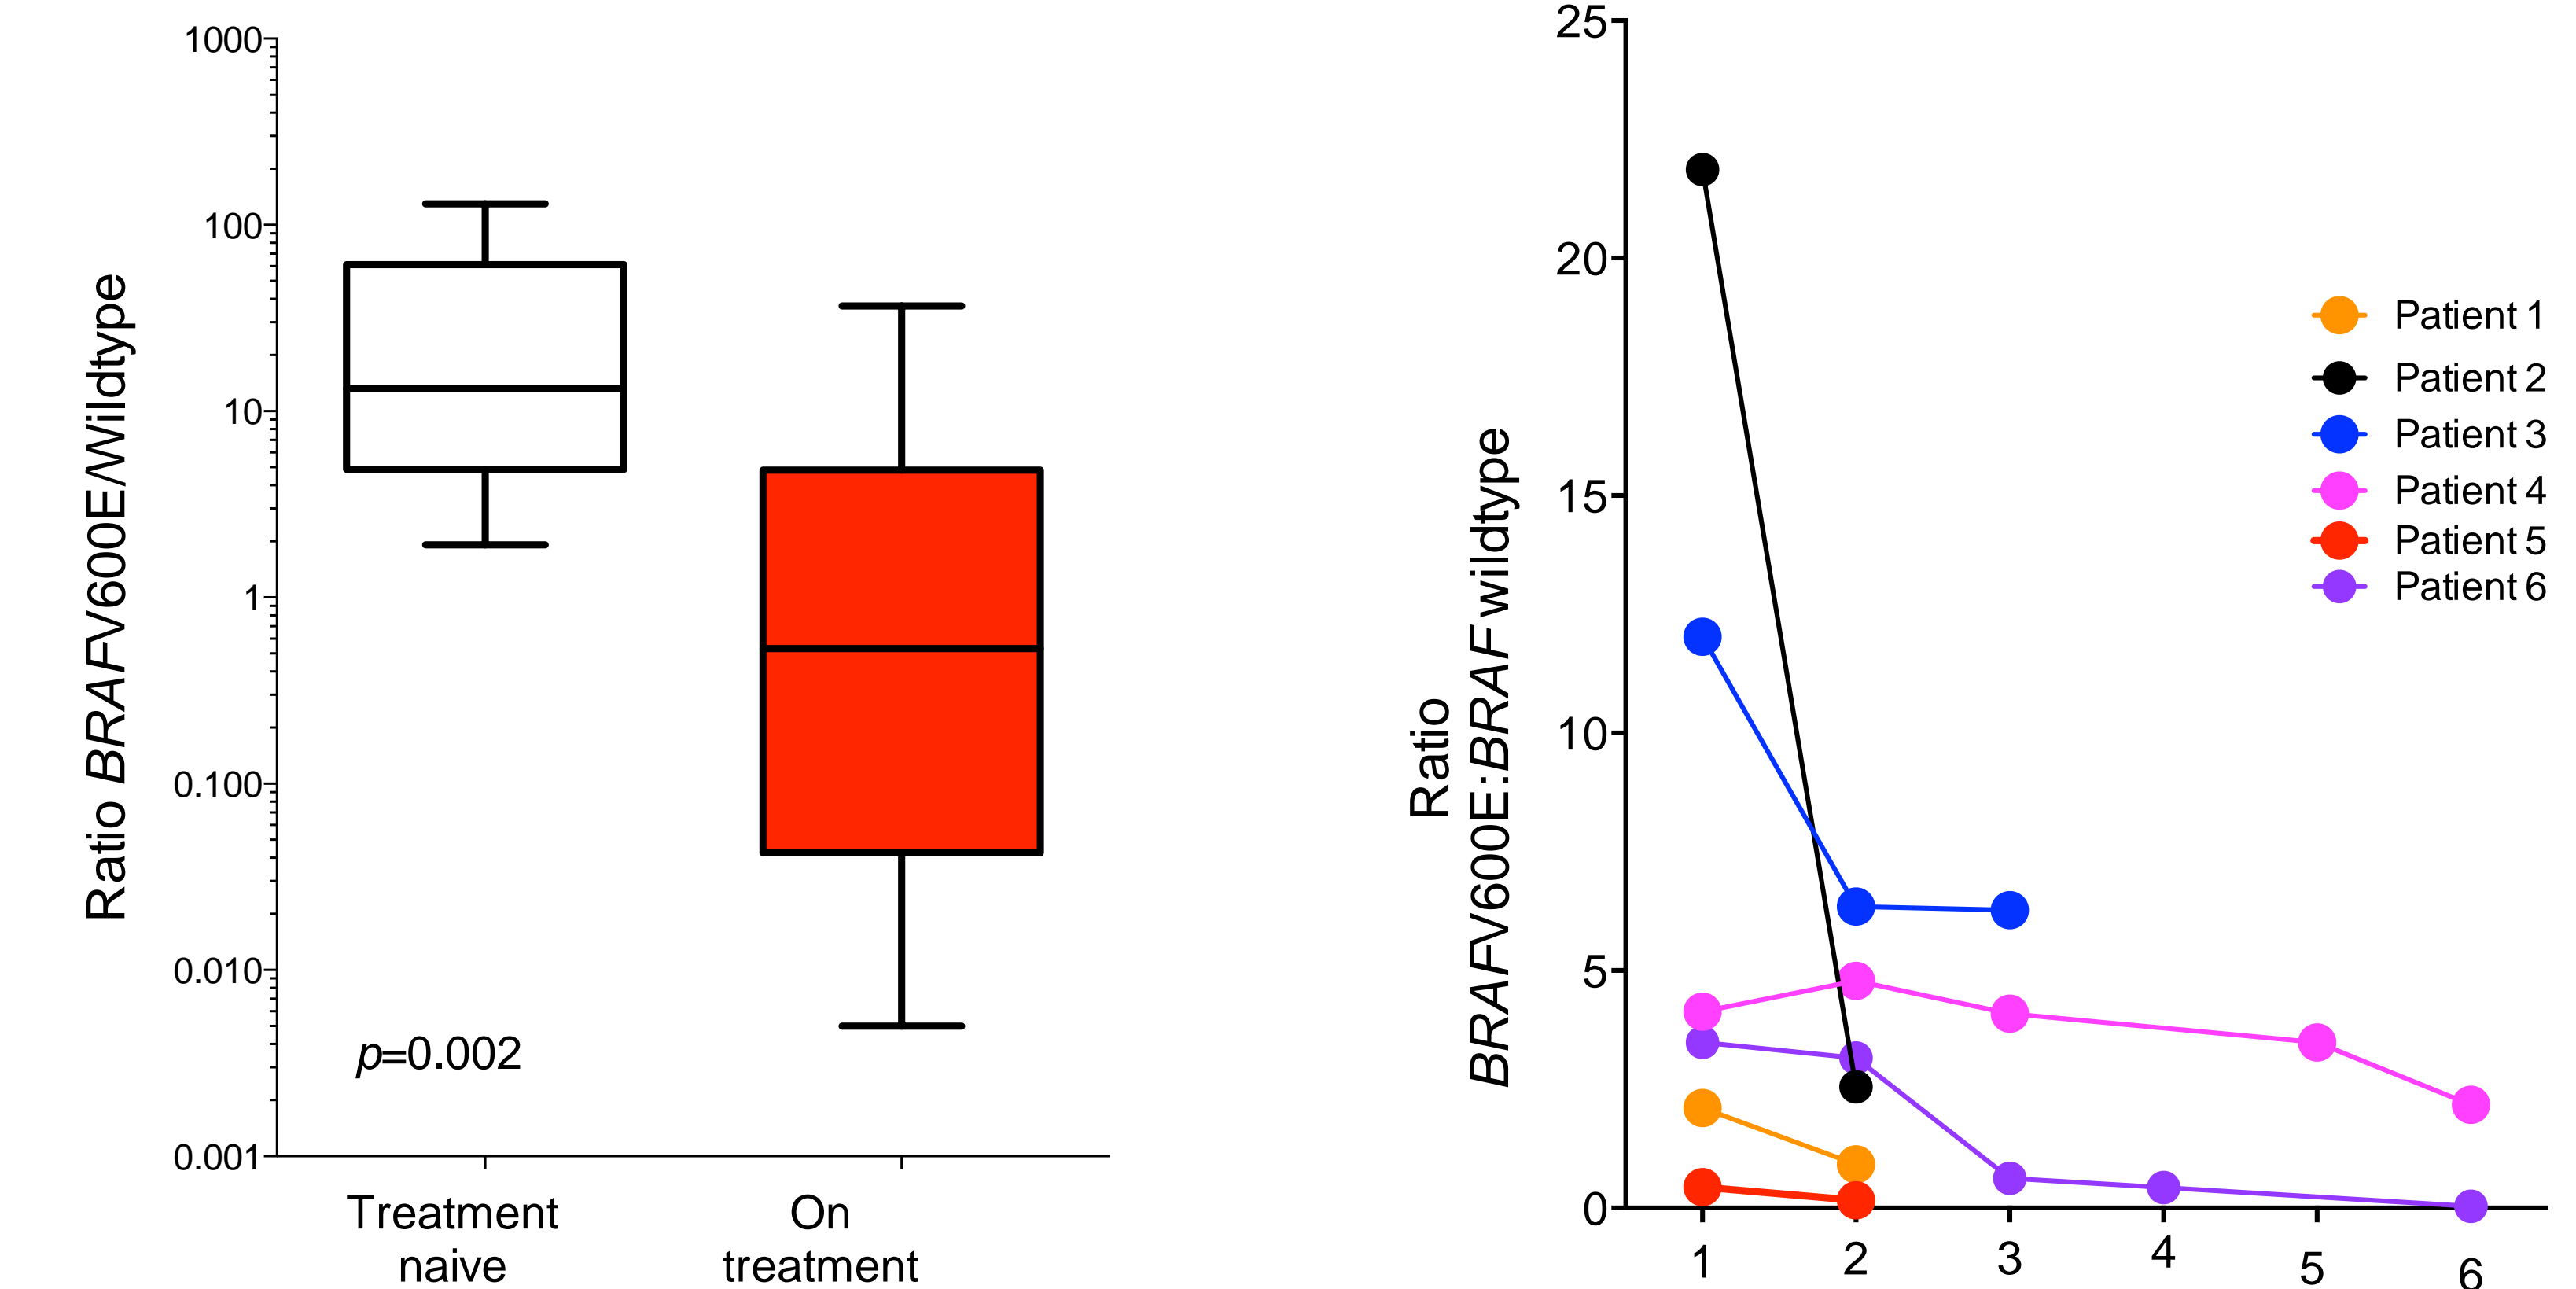 Ratio BRAFV600E/Wildtype
1000
100
10
1
0.100
0.010
0.001
p=0.002
Treatment
naive
On
treatment
Ratio
BRAFV600E:BRAF wildtype
25
20
15
10
5
0
1
2
3
4
5
6
Patient 1
Patient 2
Patient 3
Patient 4
Patient 5
Patient 6